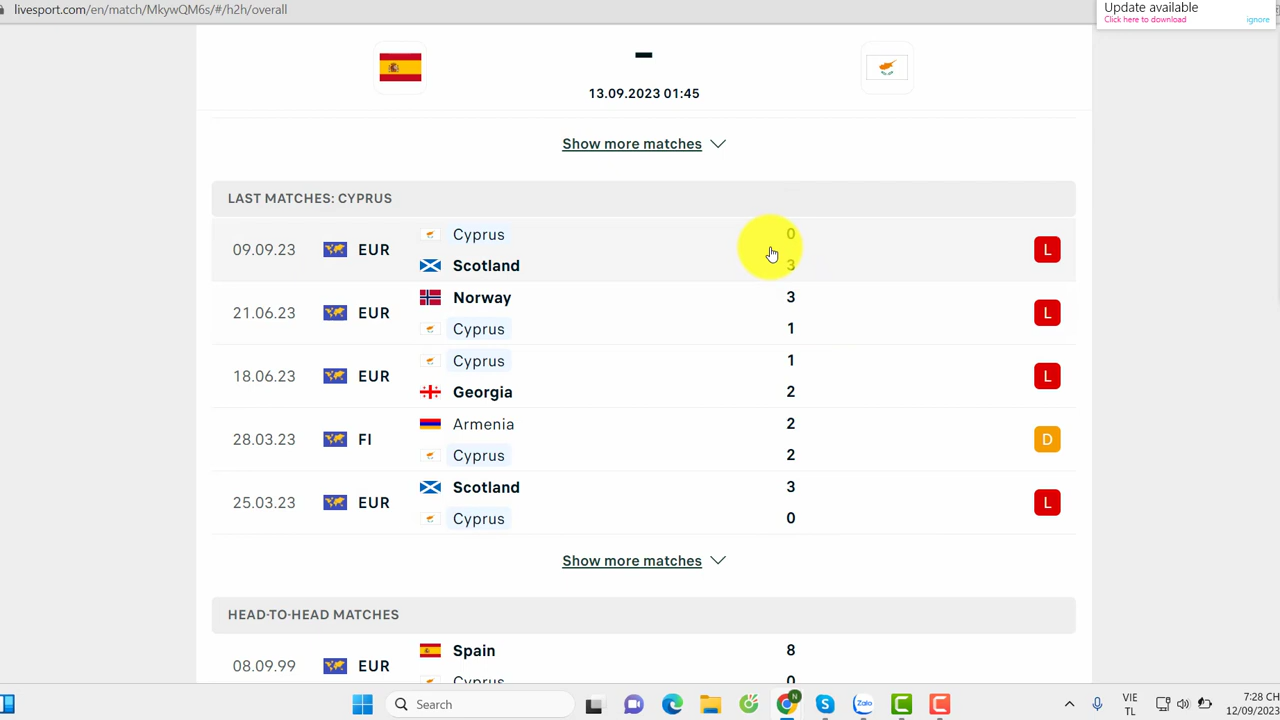 livesport.com/en/match/MkywQM6s/#/h2h/overall
Update available
Click here to download ignore
-
13.09.2023 01:45
Show more matches
LAST MATCHES: CYPRUS
09.09.23 EUR Cyprus 0 L
Scotland 3
21.06.23 EUR Norway 3 L
Cyprus 1
18.06.23 EUR Cyprus 1 L
Georgia 2
28.03.23 FI Armenia 2 D
Cyprus 2
25.03.23 EUR Scotland 3 L
Cyprus 0
Show more matches
HEAD-TO-HEAD MATCHES
08.09.99 EUR Spain 8
Cyprus 0
Search
Zalo
N
VIE
TL
7:28 CH
12/09/2023